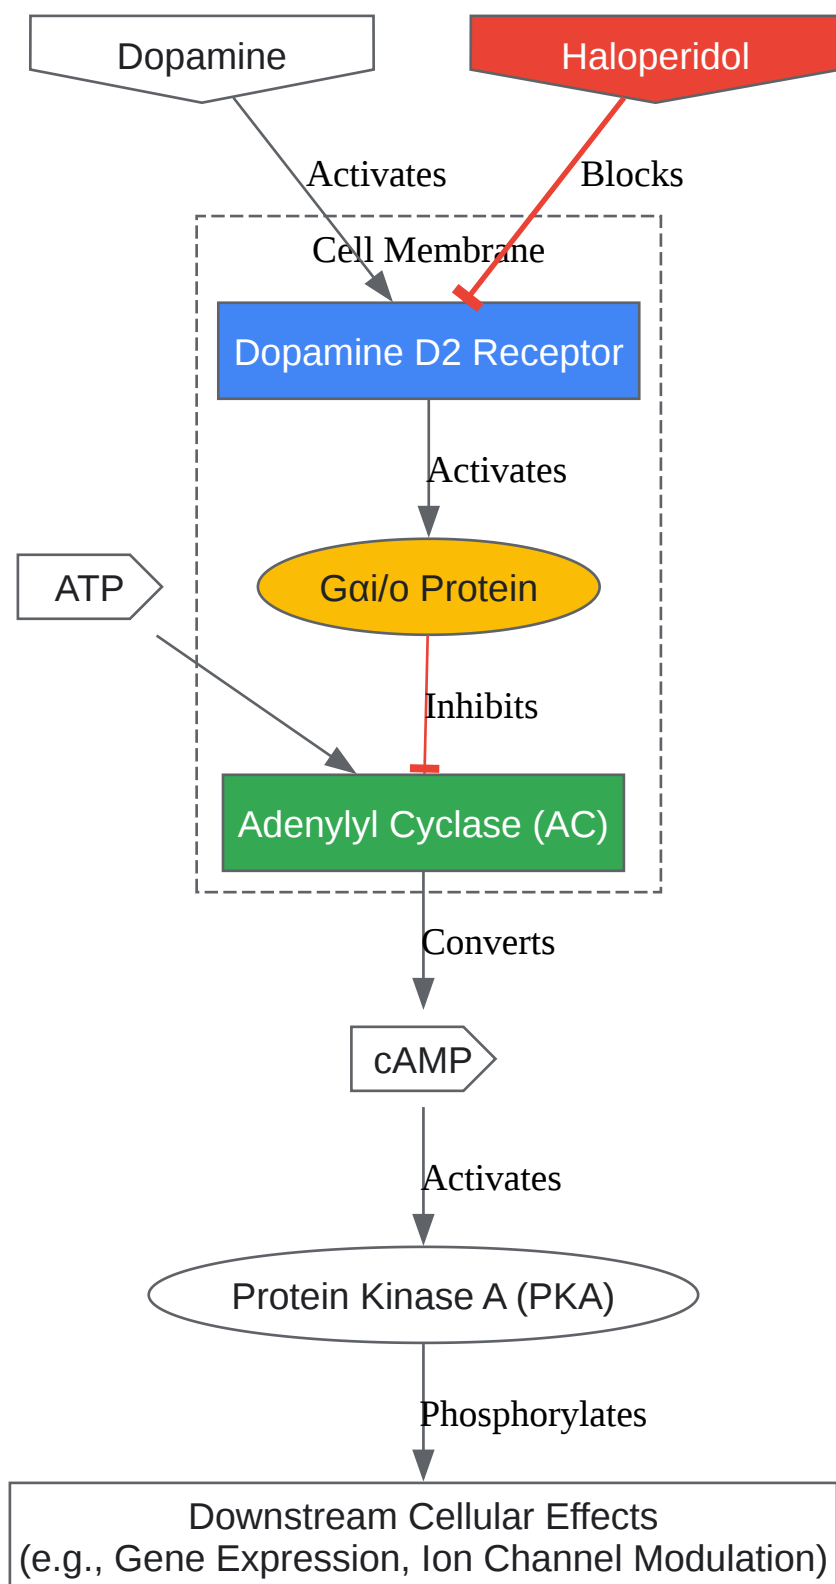 Dopamine
Haloperidol
Activates
Blocks
Cell Membrane
Dopamine D2 Receptor
Activates
ATP
Gαi/o Protein
Inhibits
Adenylyl Cyclase (AC)
Converts
cAMP
Activates
Protein Kinase A (PKA)
Phosphorylates
Downstream Cellular Effects
(e.g., Gene Expression, Ion Channel Modulation)